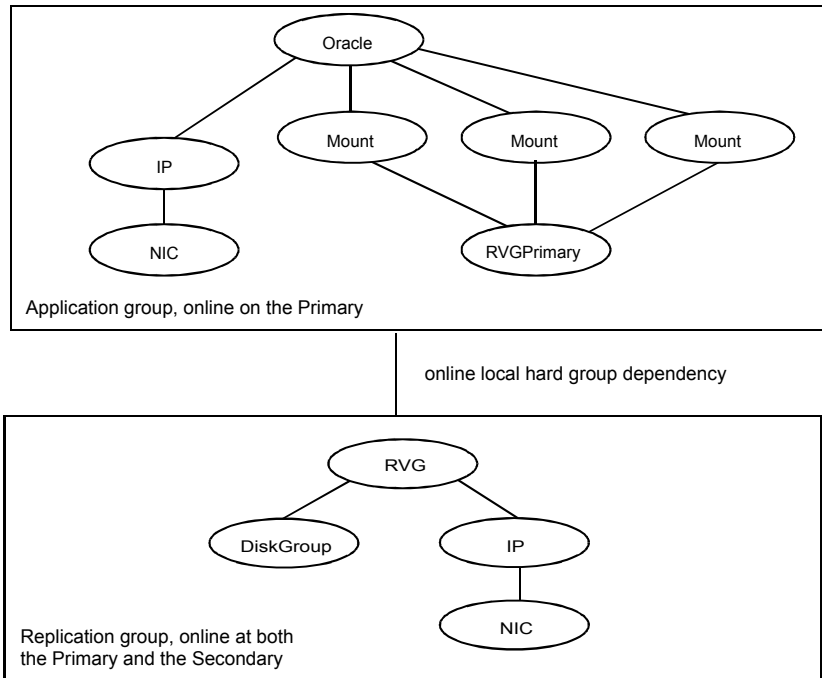 Oracle
Mount
Mount
Mount
IP
NIC
RVGPrimary
Application group, online on the Primary
online local hard group dependency
RVG
DiskGroup
IP
NIC
Replication group, online at both
the Primary and the Secondary